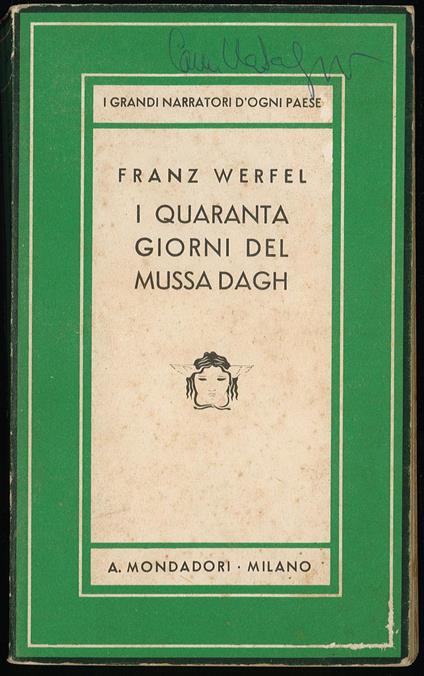 I GRANDI NARRATORI D'OGNI PAESE
FRANZ WERFEL
I QUARANTA
GIORNI DEL
MUSSA DAGH
A. MONDADORI · MILANO